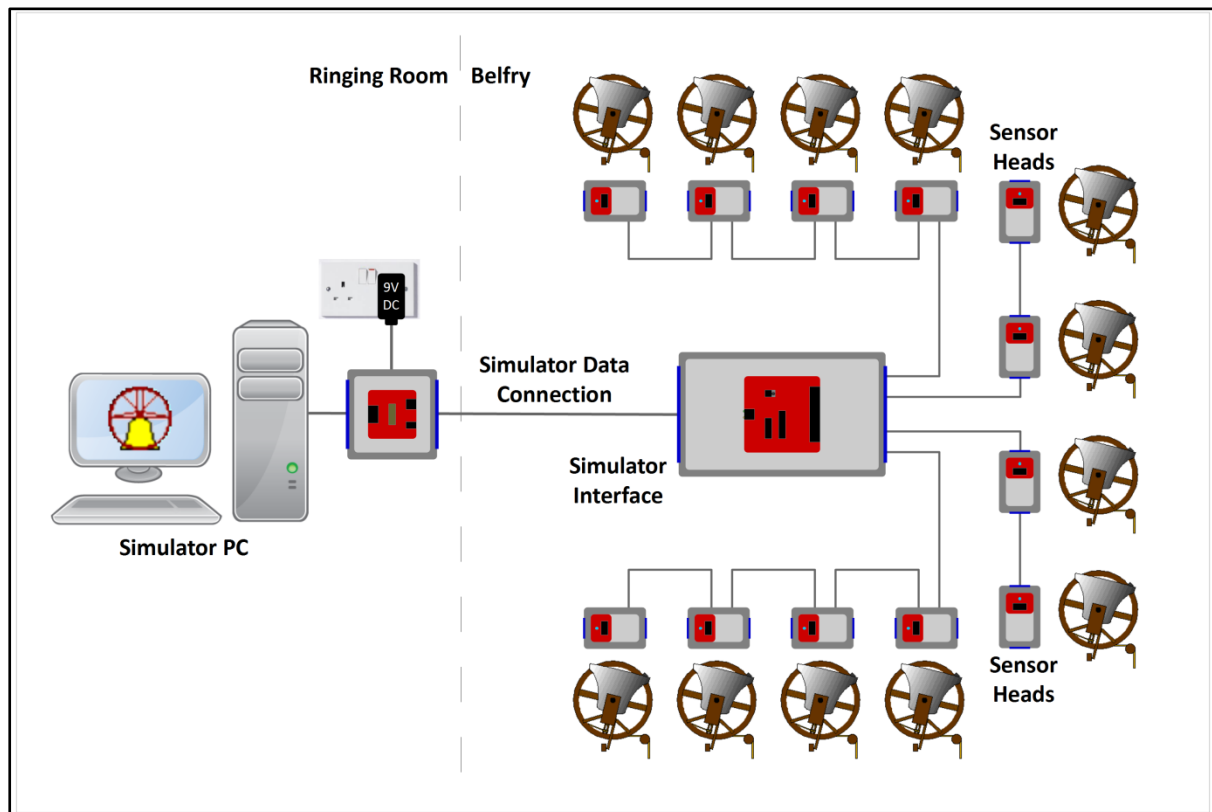 Ringing Room
Belfry
Sensor
Heads
9V
DC
Simulator Data
Connection
Simulator
Interface
Simulator PC
Sensor
Heads